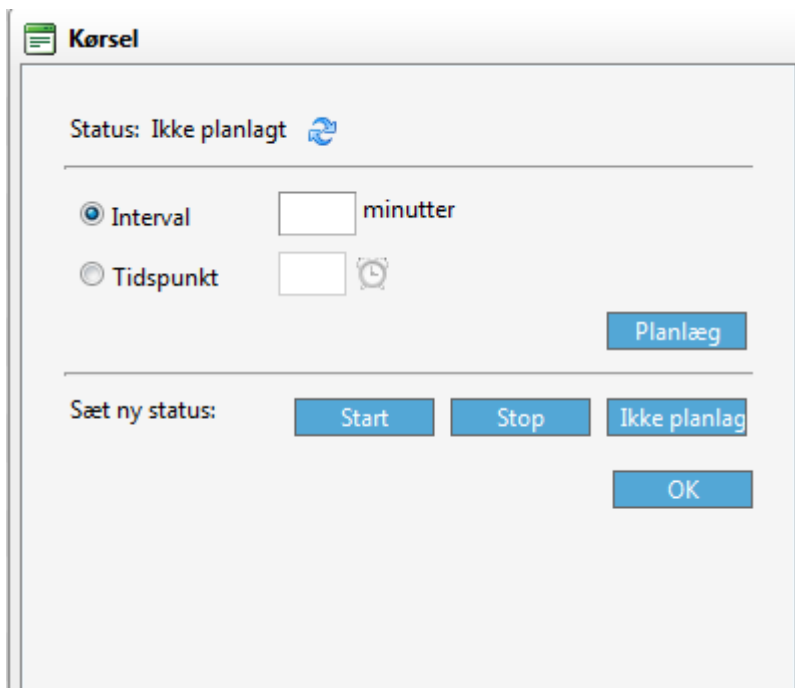 Kørsel
Status: Ikke planlagt
Interval minutter
Tidspunkt
Planlæg
Sæt ny status: Start Stop Ikke planlag
OK